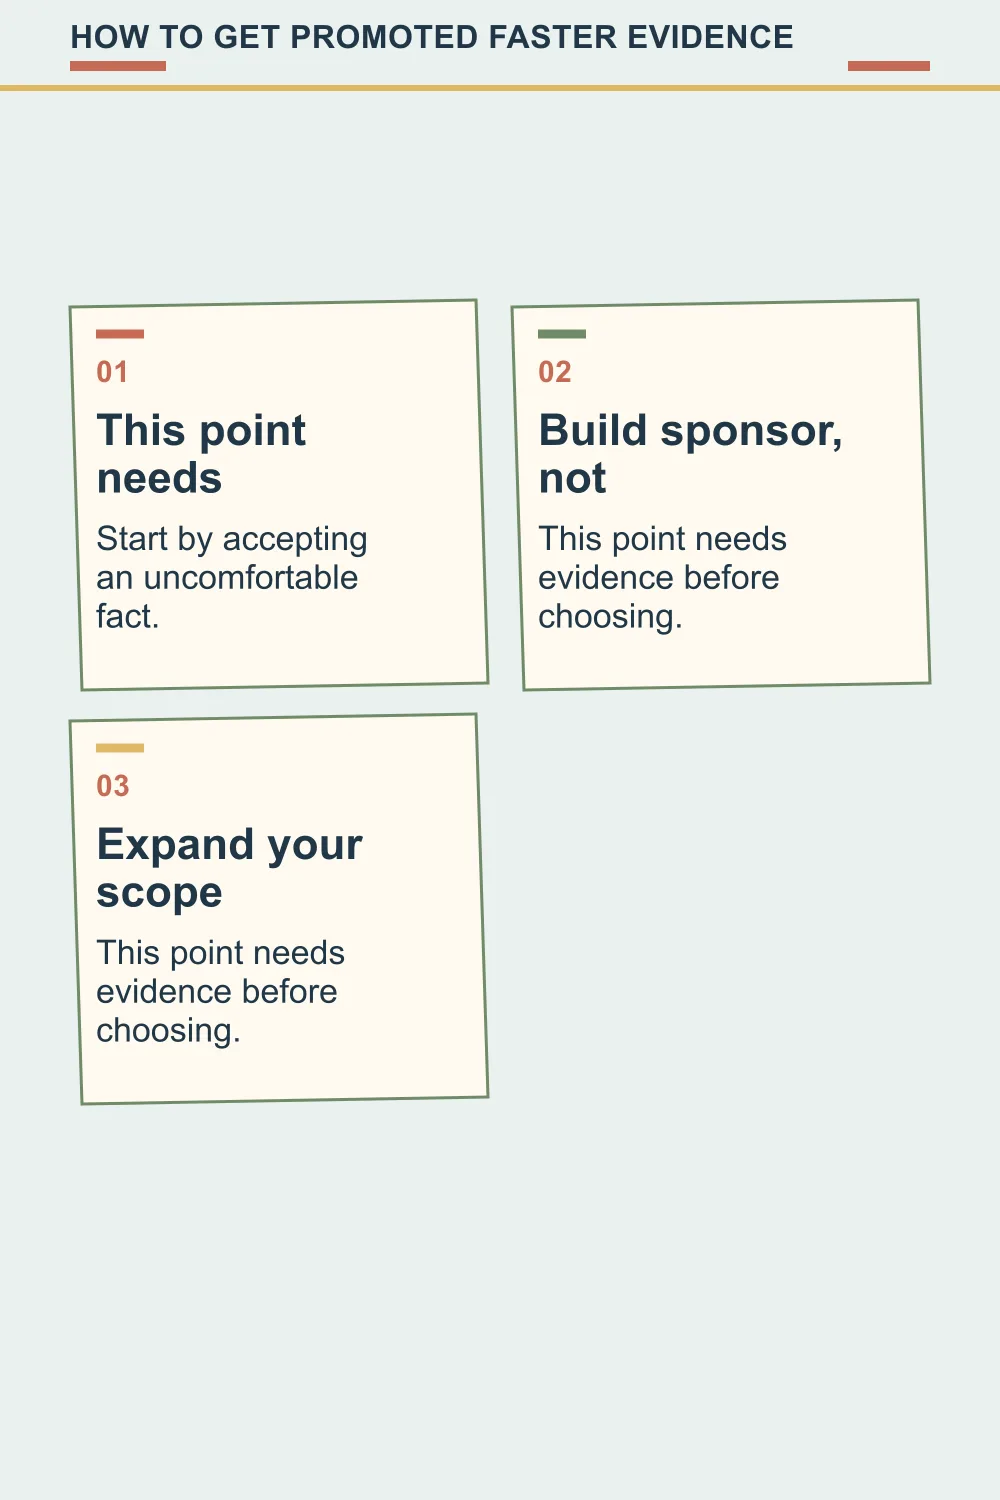 HOW TO GET PROMOTED FASTER EVIDENCE
01
This point
needs
Start by accepting
an uncomfortable
fact.
02
Build sponsor,
not
This point needs
evidence before
choosing.
03
Expand your
scope
This point needs
evidence before
choosing.